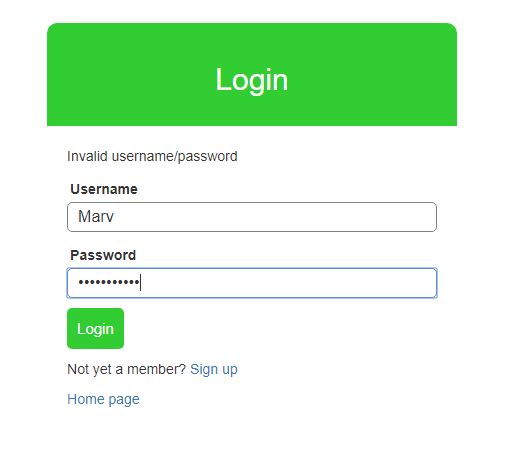 Login
Invalid username/password
Username
Marv
Password
•••••••••••
Login
Not yet a member? Sign up
Home page